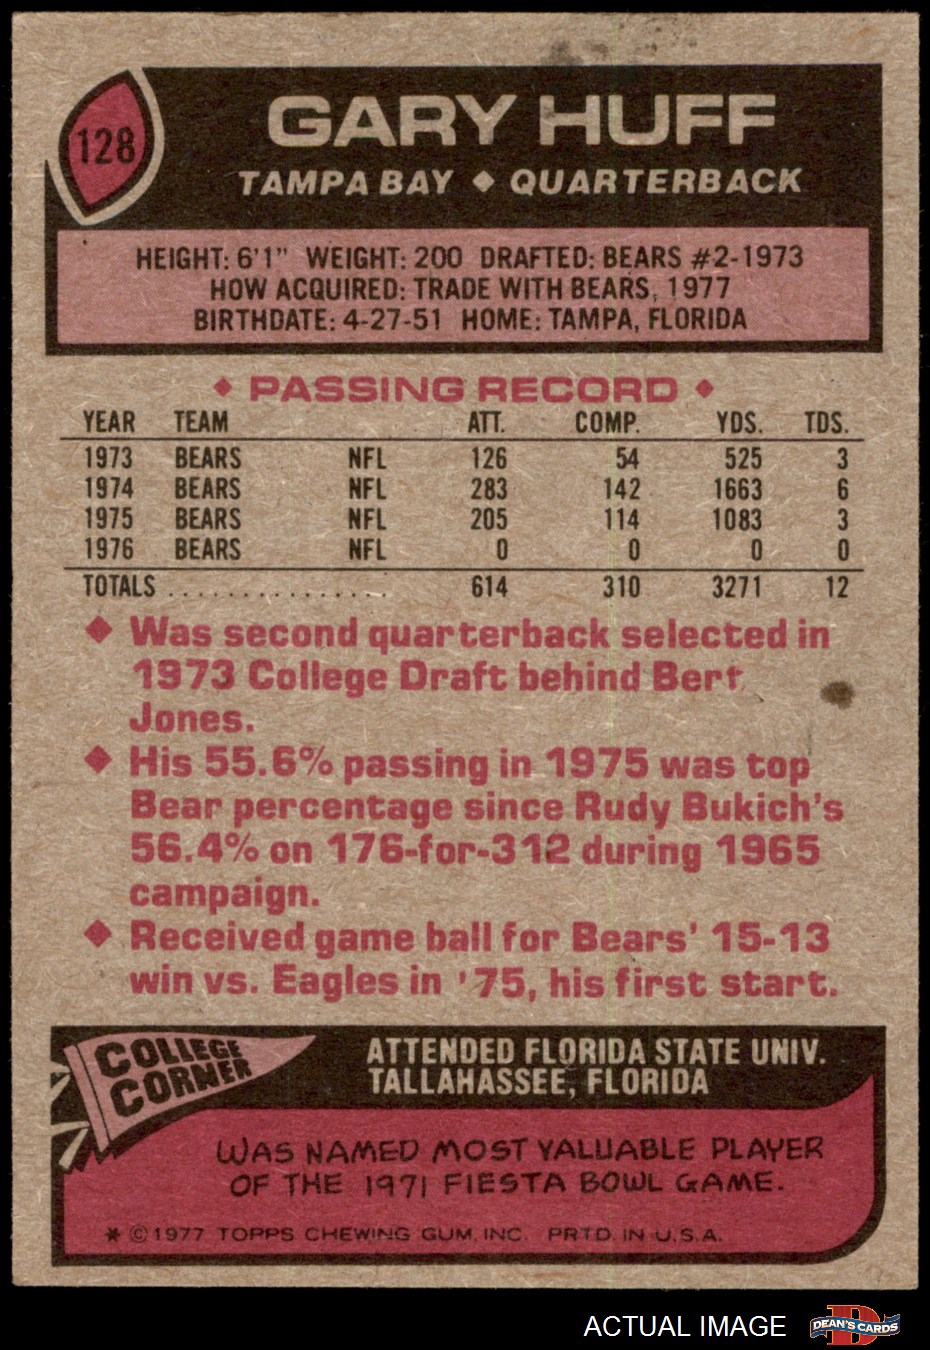 128
GARY HUFF
TAMPA BAY ◆ QUARTERBACK
HEIGHT: 6'1" WEIGHT: 200 DRAFTED: BEARS #2-1973
HOW ACQUIRED: TRADE WITH BEARS, 1977
BIRTHDATE: 4-27-51 HOME: TAMPA, FLORIDA
◆ PASSING RECORD ◆
YEAR TEAM ATT. COMP. YDS. TDS.
1973 BEARS NFL 126 54 525 3
1974 BEARS NFL 283 142 1663 6
1975 BEARS NFL 205 114 1083 3
1976 BEARS NFL 0 0 0 0
TOTALS . . . . . . . . . . . . . . . 614 310 3271 12
◆ Was second quarterback selected in
1973 College Draft behind Bert
Jones.
◆ His 55.6% passing in 1975 was top
Bear percentage since Rudy Bukich's
56.4% on 176-for-312 during 1965
campaign.
◆ Received game ball for Bears' 15-13
win vs. Eagles in '75, his first start.
COLLEGE
CORNER
ATTENDED FLORIDA STATE UNIV.
TALLAHASSEE, FLORIDA
WAS NAMED MOST VALUABLE PLAYER
OF THE 1971 FIESTA BOWL GAME.
* © 1977 TOPPS CHEWING GUM, INC. PRTD. IN U.S.A.
ACTUAL IMAGE
D
DEAN'S CARDS